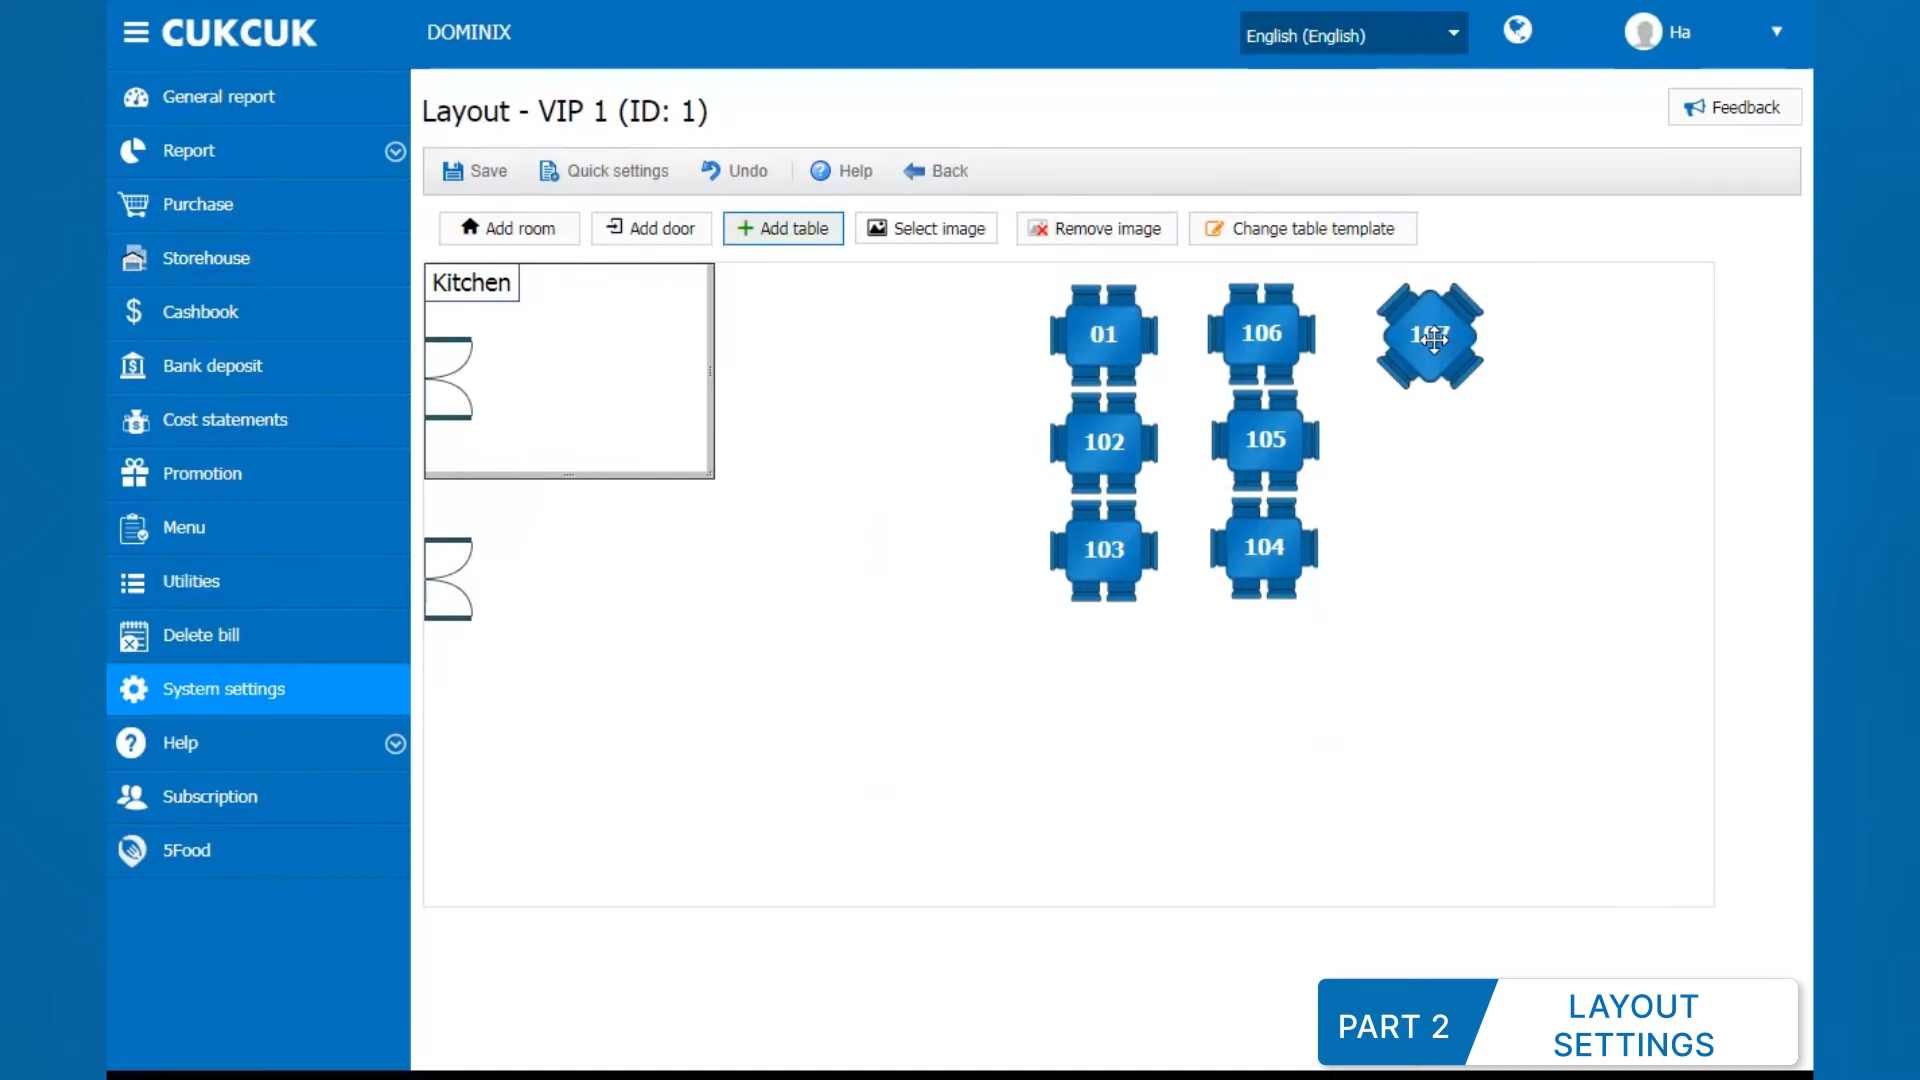 CUKCUK
DOMINIX
English (English)
Ha
General report
Report
Purchase
Storehouse
Cashbook
Bank deposit
Cost statements
Promotion
Menu
Utilities
Delete bill
System settings
Help
Subscription
5Food
Layout - VIP 1 (ID: 1)
Feedback
Save
Quick settings
Undo
Help
Back
Add room
Add door
Add table
Select image
Remove image
Change table template
Kitchen
01
106
107
102
105
103
104
PART 2
LAYOUT
SETTINGS